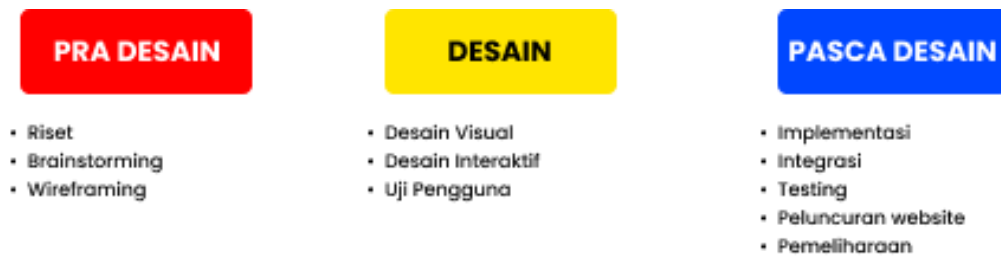 PRA DESAIN
• Riset
• Brainstorming
• Wireframing
DESAIN
• Desain Visual
• Desain Interaktif
• Uji Pengguna
PASCA DESAIN
• Implementasi
• Integrasi
• Testing
• Peluncuran website
• Pemeliharaan